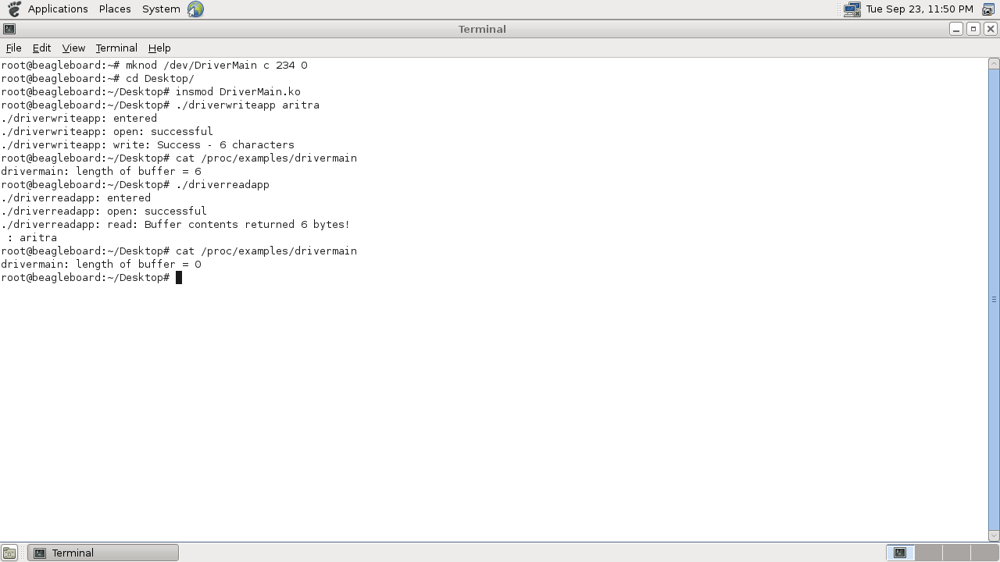 Applications Places System Tue Sep 23, 11:50 PM
Terminal
File Edit View Terminal Help
root@beagleboard:~# mknod /dev/DriverMain c 234 0
root@beagleboard:~# cd Desktop/
root@beagleboard:~/Desktop# insmod DriverMain.ko
root@beagleboard:~/Desktop# ./driverwriteapp aritra
./driverwriteapp: entered
./driverwriteapp: open: successful
./driverwriteapp: write: Success - 6 characters
root@beagleboard:~/Desktop# cat /proc/examples/drivermain
drivermain: length of buffer = 6
root@beagleboard:~/Desktop# ./driverreadapp
./driverreadapp: entered
./driverreadapp: open: successful
./driverreadapp: read: Buffer contents returned 6 bytes!
 : aritra
root@beagleboard:~/Desktop# cat /proc/examples/drivermain
drivermain: length of buffer = 0
root@beagleboard:~/Desktop#
Terminal